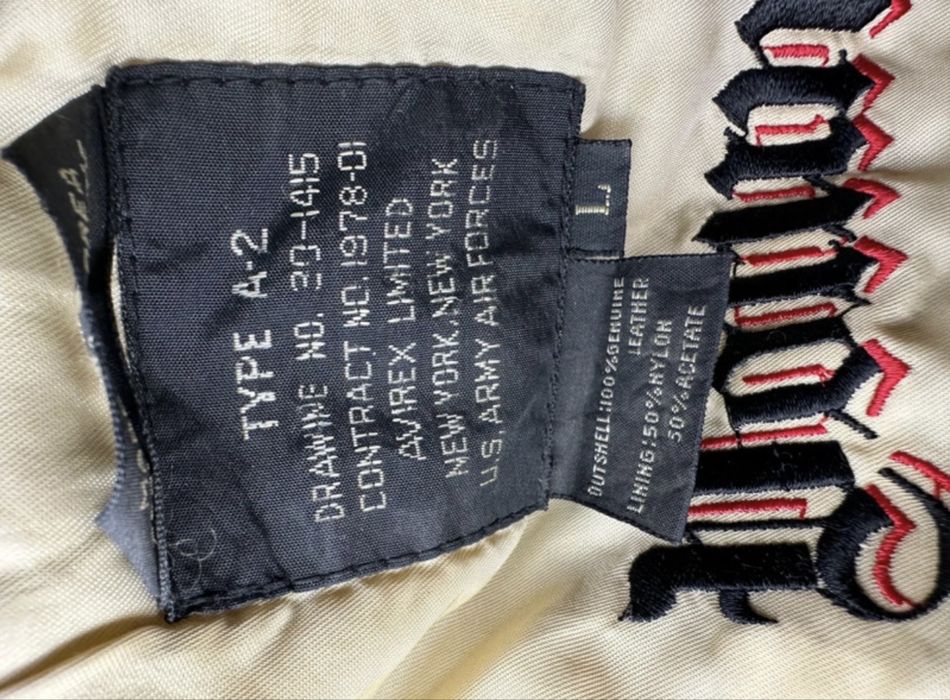 TYPE A-2
DRAWING NO. 30-1415
CONTRACT NO. 1978-01
AVIREX LIMITED
NEW YORK, NEW YORK
U.S. ARMY AIR FORCES
L
OUTSHELL:100%GENUINE
LEATHER
LINING:50%NYLON
50%ACETATE